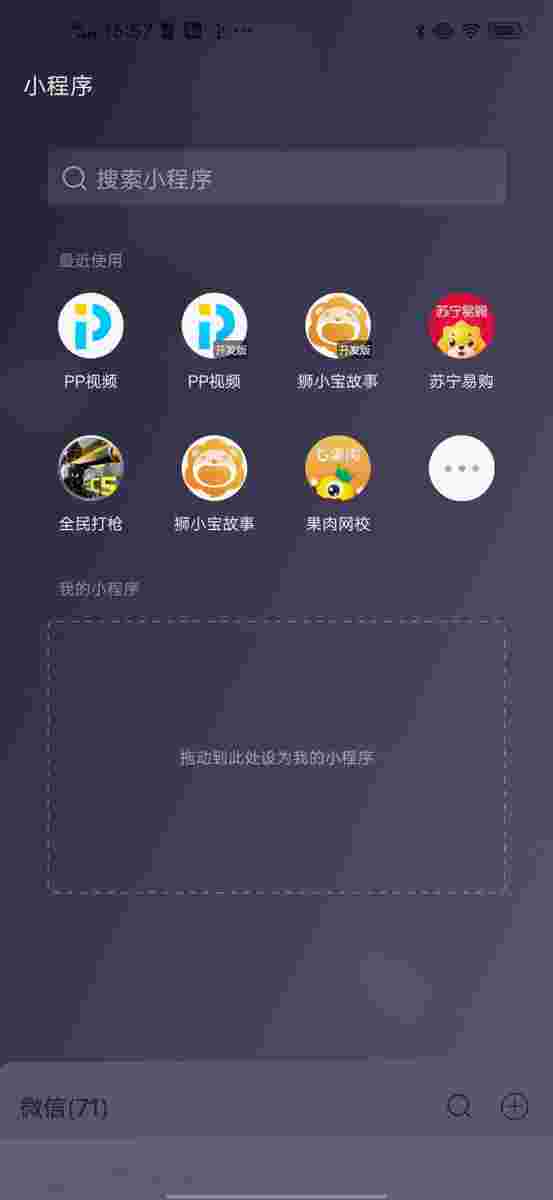 15:57
小程序
搜索小程序
最近使用
开发版
开发版
苏宁易购
PP视频
PP视频
狮小宝故事
苏宁易购
全民打枪
狮小宝故事
果肉网校
我的小程序
拖动到此处设为我的小程序
微信(71)